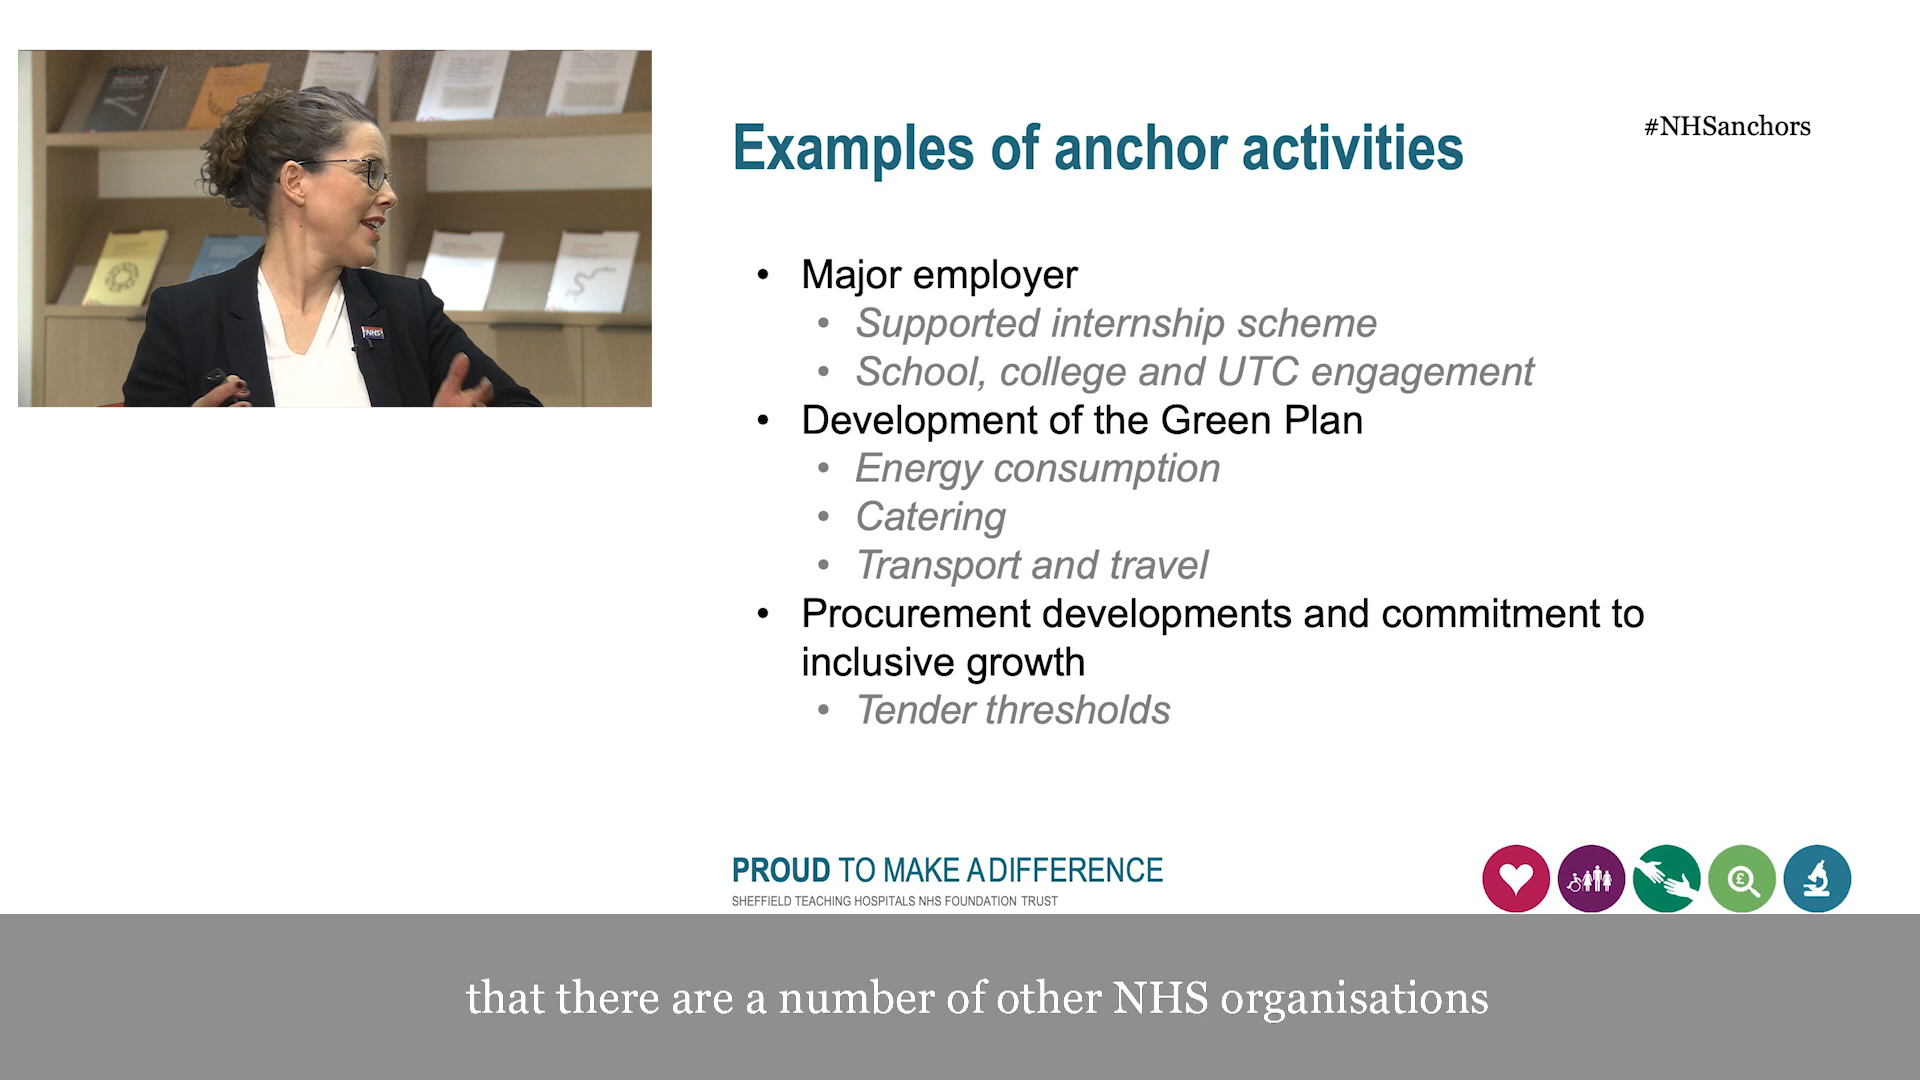 #NHSanchors
Examples of anchor activities
• Major employer
• Supported internship scheme
• School, college and UTC engagement
• Development of the Green Plan
• Energy consumption
• Catering
• Transport and travel
• Procurement developments and commitment to
inclusive growth
• Tender thresholds
NHS
PROUD TO MAKE A DIFFERENCE
SHEFFIELD TEACHING HOSPITALS NHS FOUNDATION TRUST
£
that there are a number of other NHS organisations